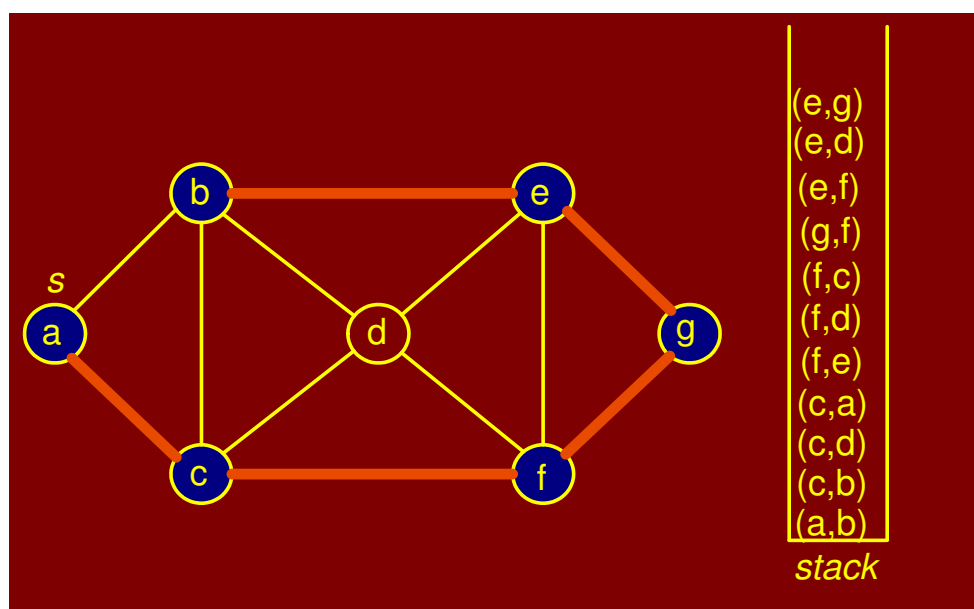 b
e
s
a
d
g
c
f
(e,g)
(e,d)
(e,f)
(g,f)
(f,c)
(f,d)
(f,e)
(c,a)
(c,d)
(c,b)
(a,b)
stack